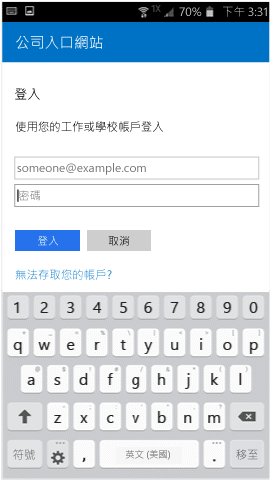 1X 70% 下午 3:31
公司入口網站
登入
使用您的工作或學校帳戶登入
someone@example.com
密碼
登入 取消
無法存取您的帳戶?
1 2 3 4 5 6 7 8 9 0
q w e r t y u i o p
a s d f g h j k l
z x c v b n m
符號 , 英文 (美國) . 移至